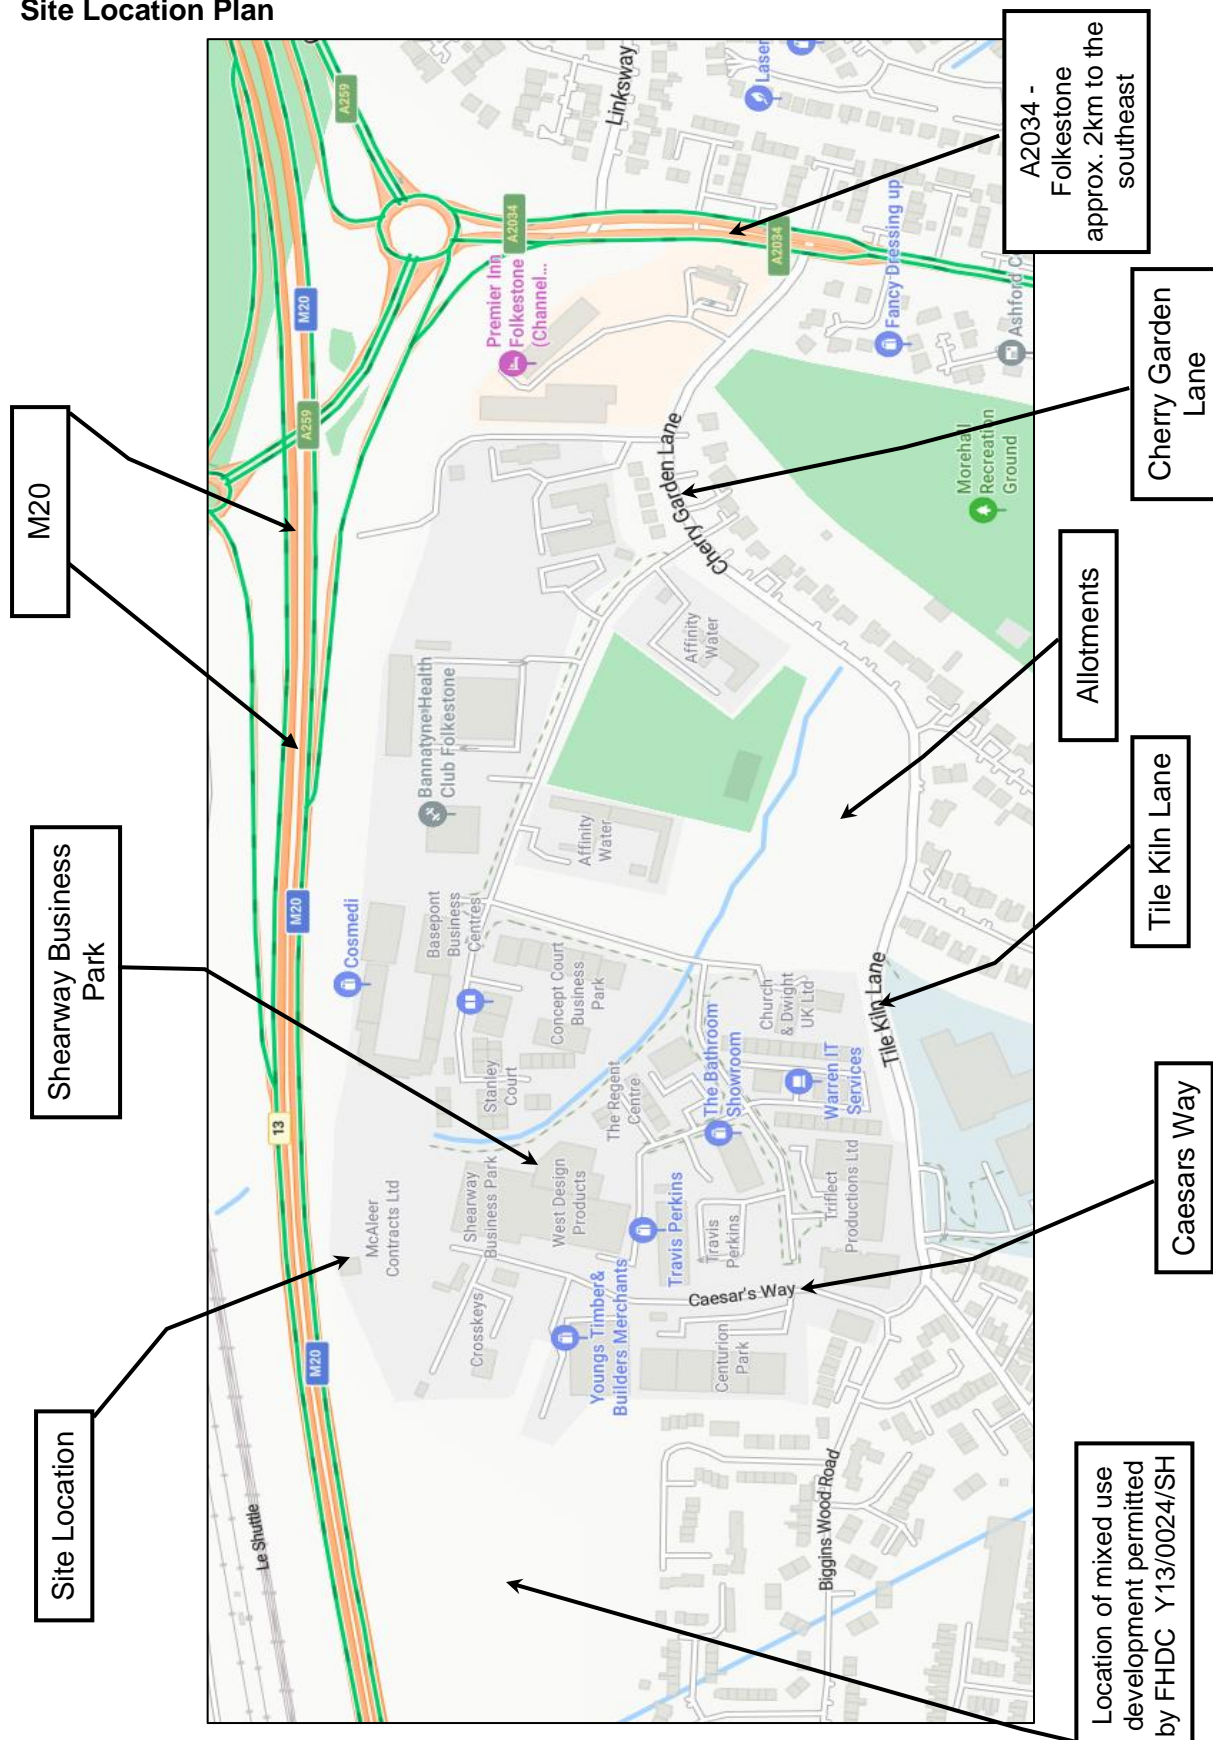 Site Location Plan
Site Location
M20
Shearway Business
Park
Location of mixed use
development permitted
by FHDC Y13/0024/SH
Caesars Way
Tile Kiln Lane
Allotments
Cherry Garden
Lane
A2034 -
Folkestone
approx. 2km to the
southeast
Le Shuttle
M20
13
M20
A259
M20
A259
McAleer
Contracts Ltd
Cosmedi
Bannatyne Health
Club Folkestone
Premier Inn
Folkestone
(Channel...
A2034
Linksway
Laser
Crosskeys
Shearway
Business Park
Stanley
Court
Basepont
Business
Centres
Youngs Timber&
Builders Merchants
West Design
Products
The Regent
Centre
Concept Court
Business
Park
Affinity
Water
Affinity
Water
Cherry Garden Lane
Cherry Garden Lane
A2034
Travis Perkins
Travis
Perkins
The Bathroom
Showroom
Church
& Dwight
UK Ltd
Caesar's Way
Centurion
Park
Triflect
Productions Ltd
Warren IT
Services
Tile Kiln Lane
Biggins Wood Road
Fancy Dressing up
Morehall
Recreation
Ground